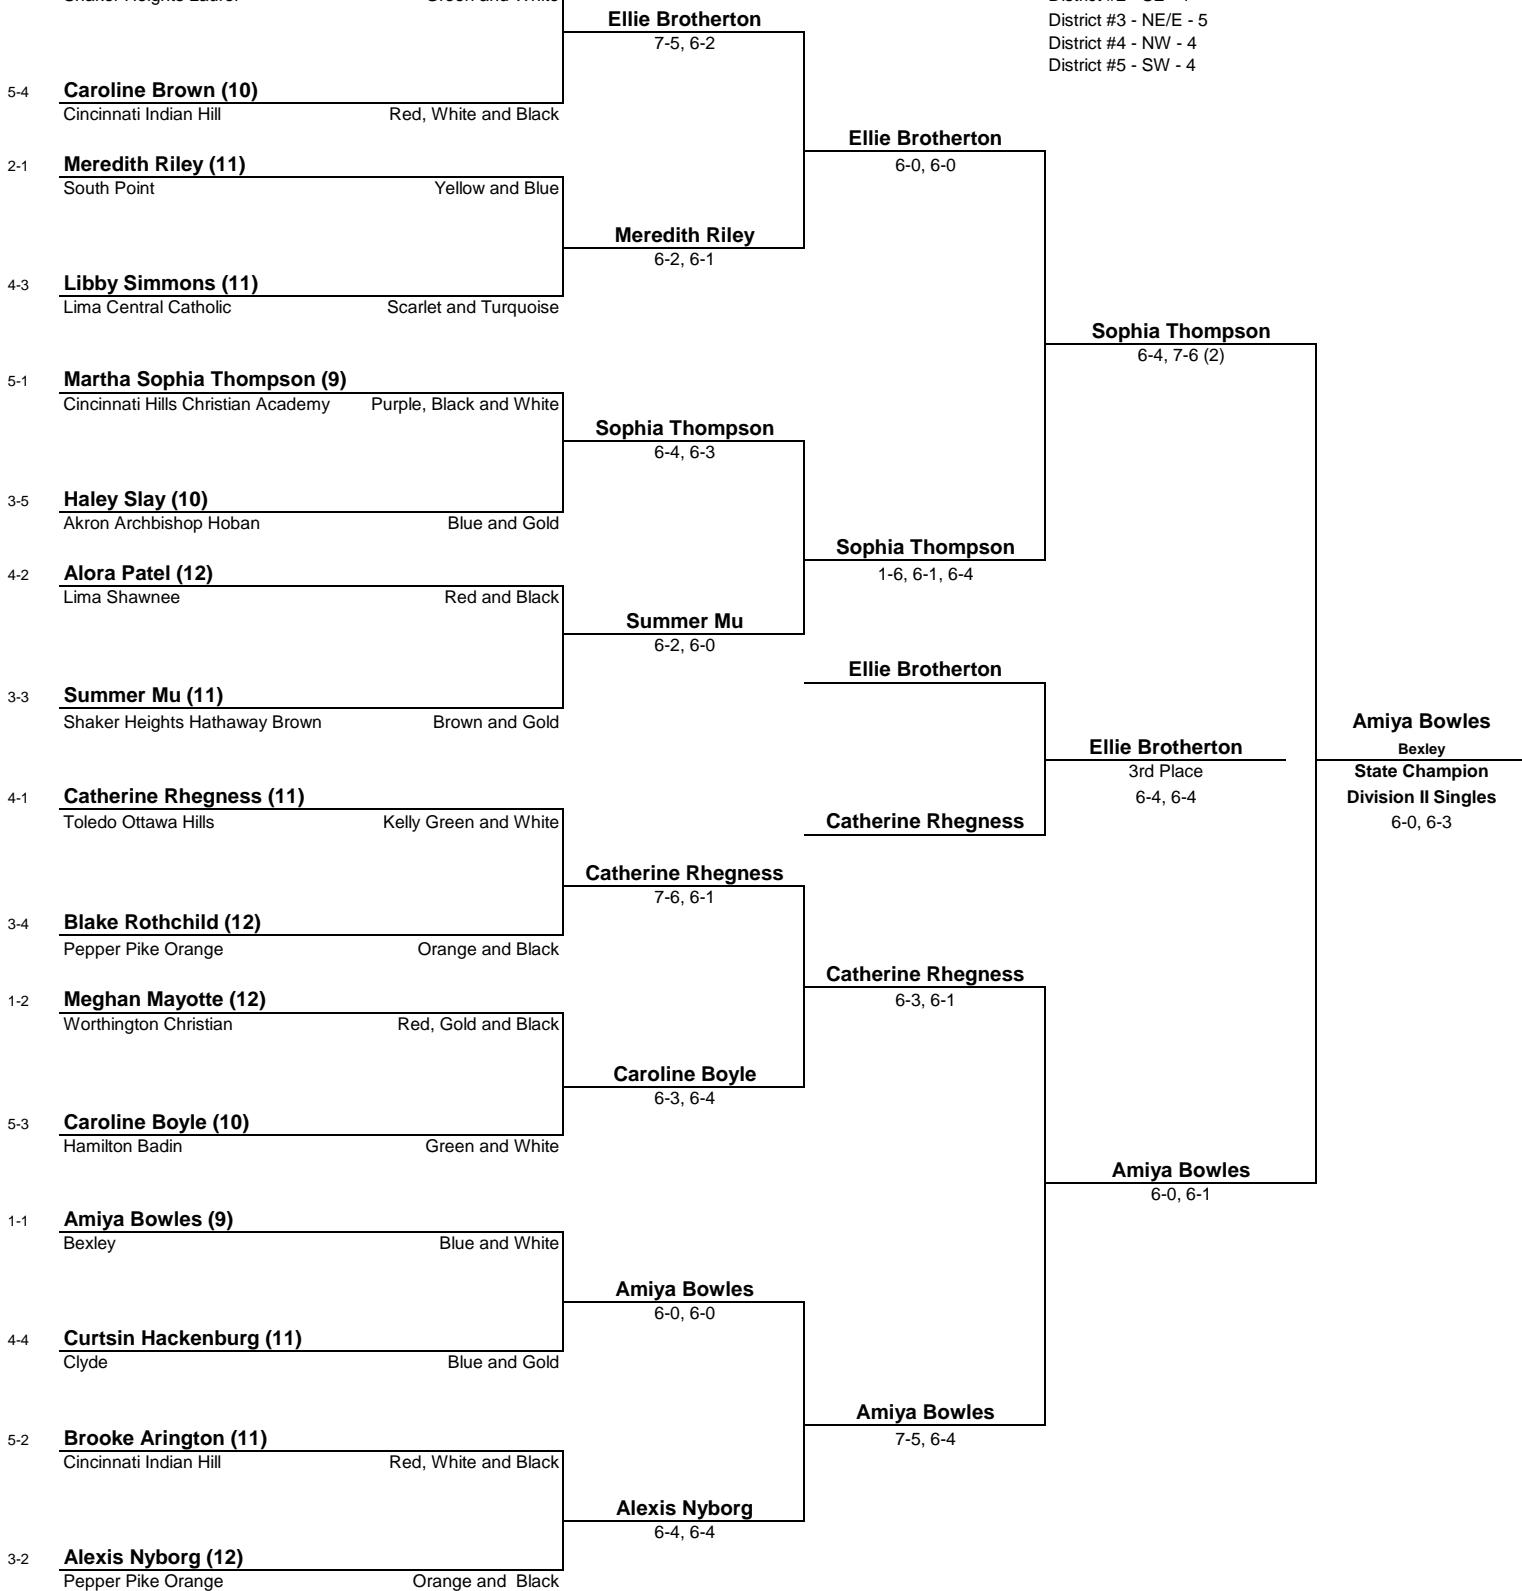 Ellie Brotherton
7-5, 6-2
District #3 - NE/E - 5
District #4 - NW - 4
District #5 - SW - 4
5-4 Caroline Brown (10)
Cincinnati Indian Hill Red, White and Black
Ellie Brotherton
6-0, 6-0
2-1 Meredith Riley (11)
South Point Yellow and Blue
Meredith Riley
6-2, 6-1
4-3 Libby Simmons (11)
Lima Central Catholic Scarlet and Turquoise
Sophia Thompson
6-4, 7-6 (2)
5-1 Martha Sophia Thompson (9)
Cincinnati Hills Christian Academy Purple, Black and White
Sophia Thompson
6-4, 6-3
3-5 Haley Slay (10)
Akron Archbishop Hoban Blue and Gold
Sophia Thompson
1-6, 6-1, 6-4
4-2 Alora Patel (12)
Lima Shawnee Red and Black
Summer Mu
6-2, 6-0
Ellie Brotherton
3-3 Summer Mu (11)
Shaker Heights Hathaway Brown Brown and Gold
Amiya Bowles
Bexley
State Champion
Division II Singles
6-0, 6-3
Ellie Brotherton
3rd Place
6-4, 6-4
4-1 Catherine Rhegness (11)
Toledo Ottawa Hills Kelly Green and White
Catherine Rhegness
Catherine Rhegness
7-6, 6-1
3-4 Blake Rothchild (12)
Pepper Pike Orange Orange and Black
Catherine Rhegness
6-3, 6-1
1-2 Meghan Mayotte (12)
Worthington Christian Red, Gold and Black
Caroline Boyle
6-3, 6-4
5-3 Caroline Boyle (10)
Hamilton Badin Green and White
Amiya Bowles
6-0, 6-1
1-1 Amiya Bowles (9)
Bexley Blue and White
Amiya Bowles
6-0, 6-0
4-4 Curtsin Hackenburg (11)
Clyde Blue and Gold
Amiya Bowles
7-5, 6-4
5-2 Brooke Arington (11)
Cincinnati Indian Hill Red, White and Black
Alexis Nyborg
6-4, 6-4
3-2 Alexis Nyborg (12)
Pepper Pike Orange Orange and Black